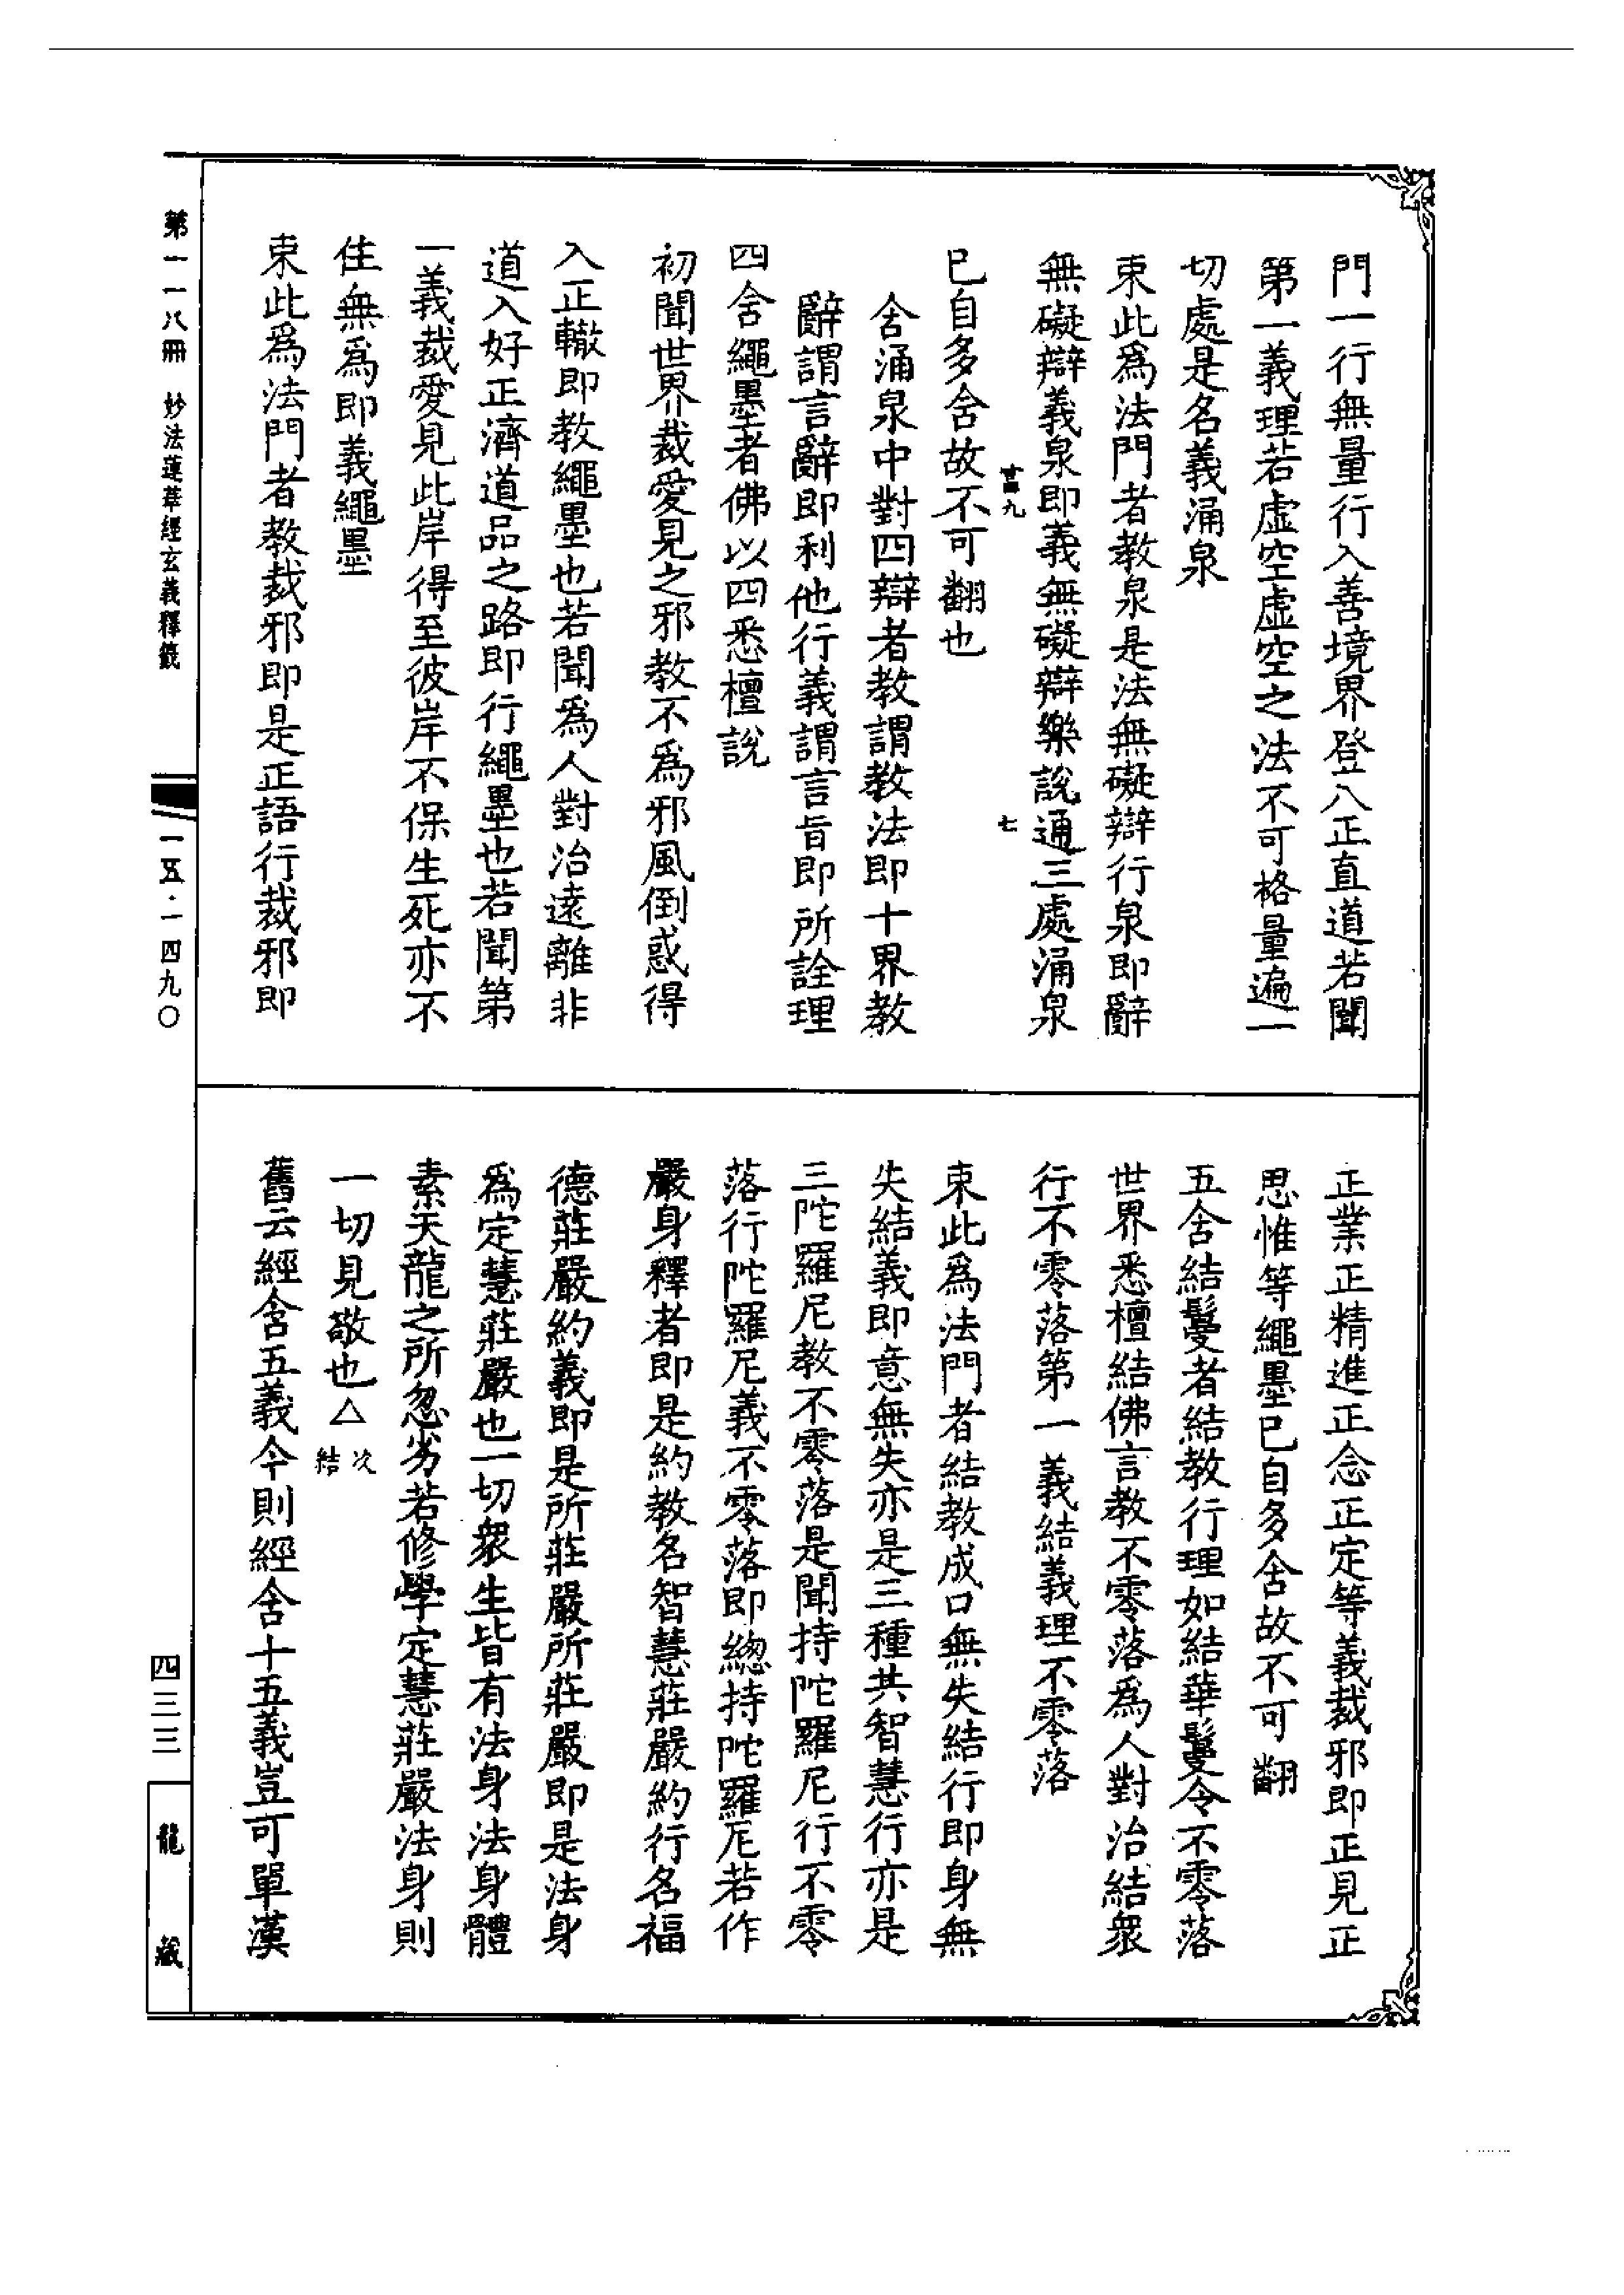 門一行無量行入善境界登八正直道若聞
第一義理若虛空虛空之法不可格量遍一
切處是名義涌泉
束此為法門者教泉是法無礙辯行泉即辭
無礙辯義泉即義無礙辯樂說通三處涌泉
廿四九
七
已自多含故不可翻也
含涌泉中對四辯者教謂教法即十界教
辭謂言辭即利他行義謂言旨即所詮理
四含繩墨者佛以四悉檀說
初聞世界裁愛見之邪教不為邪風倒惑得
入正轍即教繩墨也若聞為人對治遠離非
道入好正濟道品之路即行繩墨也若聞第
一義裁愛見此岸得至彼岸不保生死亦不
住無為即義繩墨
束此為法門者教裁邪即是正語行裁邪即
正業正精進正念正定等義裁邪即正見正
思惟等繩墨已自多含故不可翻
五含結鬘者結教行理如結華鬘令不零落
世界悉檀結佛言教不零落為人對治結眾
行不零落第一義結義理不零落
束此為法門者結教成口無失結行即身無
失結義即意無失亦是三種共智慧行亦是
三陀羅尼教不零落是聞持陀羅尼行不零
落行陀羅尼義不零落即總持陀羅尼若作
嚴身釋者即是約教名智慧莊嚴約行名福
德莊嚴約義即是所莊嚴所莊嚴即是法身
為定慧莊嚴也一切眾生皆有法身法身體
素天龍之所忽劣若修學定慧莊嚴法身則
一切見敬也△次結
舊云經含五義今則經含十五義豈可單漢
第一一八冊 妙法蓮華經玄義釋籤
一五·一四九〇
四三三
龍藏